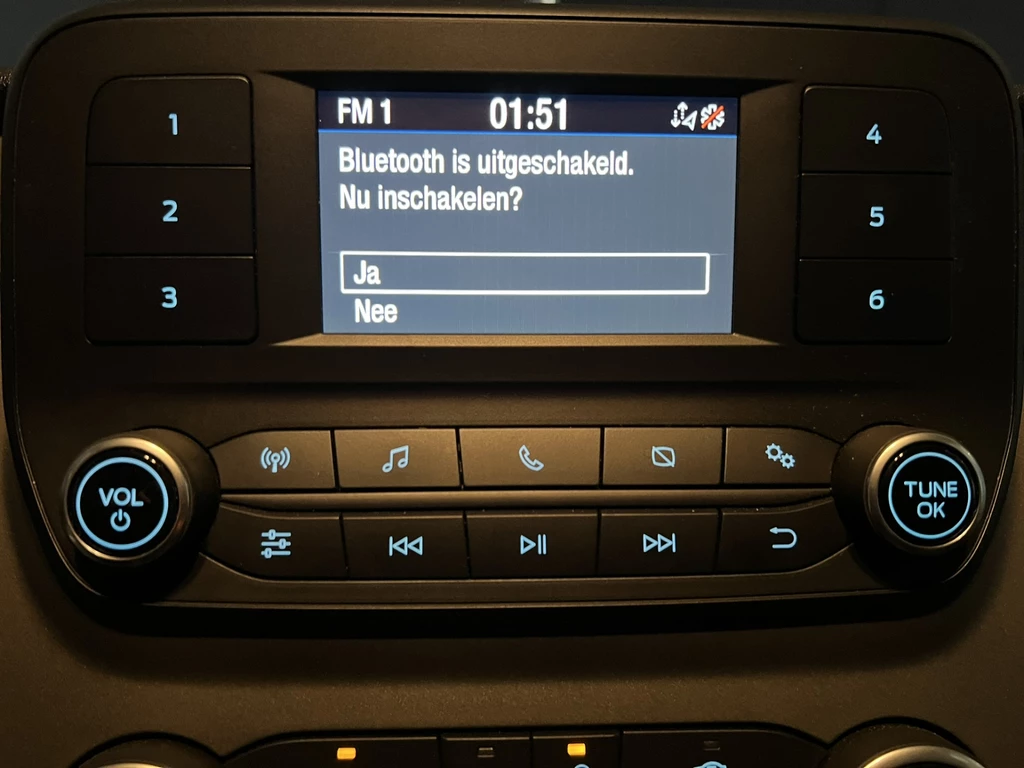 FM 1 01:51
Bluetooth is uitgeschakeld.
Nu inschakelen?
Ja
Nee
1
2
3
4
5
6
VOL
TUNE
OK